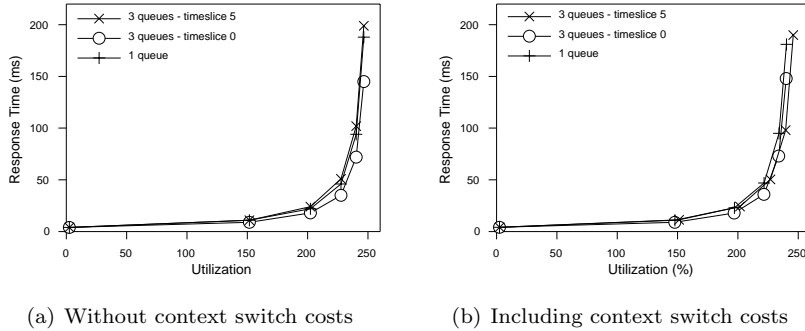 3 queues - timeslice 5
3 queues - timeslice 0
1 queue
Response Time (ms)
200
150
100
50
0
0 50 100 150 200 250
Utilization
(a) Without context switch costs
3 queues - timeslice 5
3 queues - timeslice 0
1 queue
Response Time (ms)
200
150
100
50
0
0 50 100 150 200 250
Utilization (%)
(b) Including context switch costs